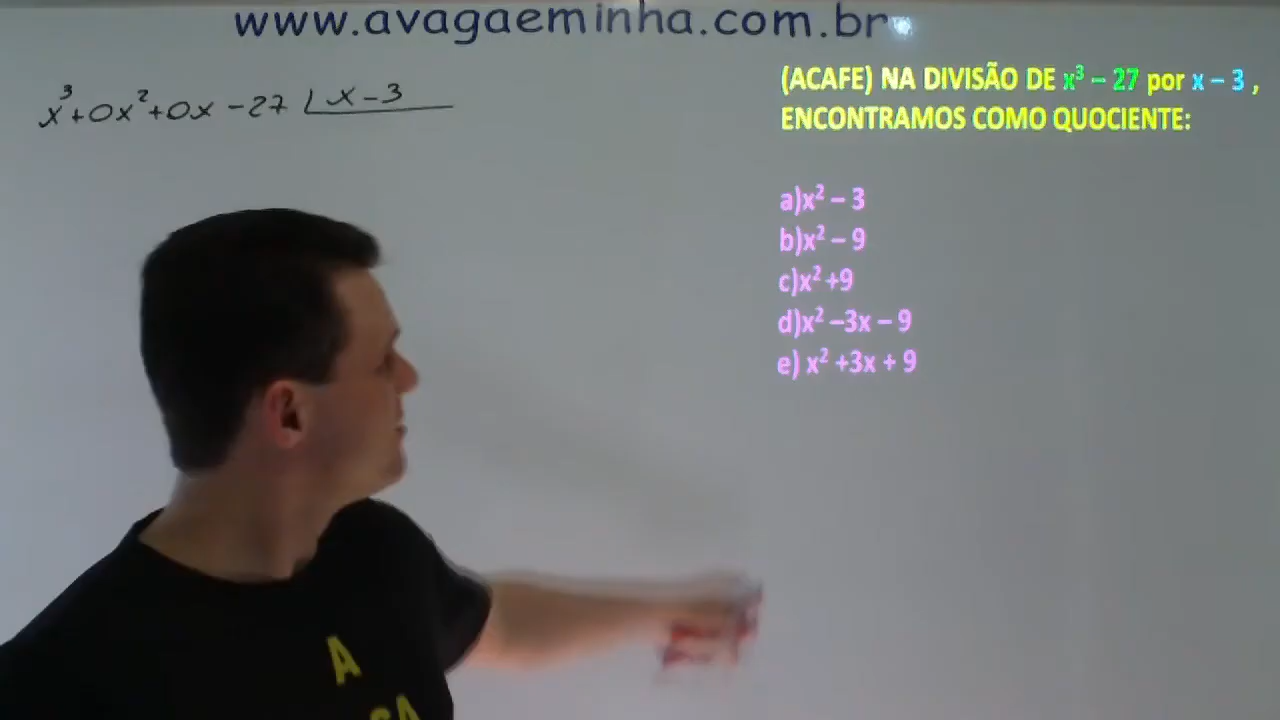 www.avagaeminha.com.br
x³+0x²+0x-27 | x-3
(ACAFE) NA DIVISÃO DE x³ – 27 por x – 3 ,
ENCONTRAMOS COMO QUOCIENTE:
a)x² – 3
b)x² – 9
c)x² +9
d)x² –3x – 9
e) x² +3x + 9
A